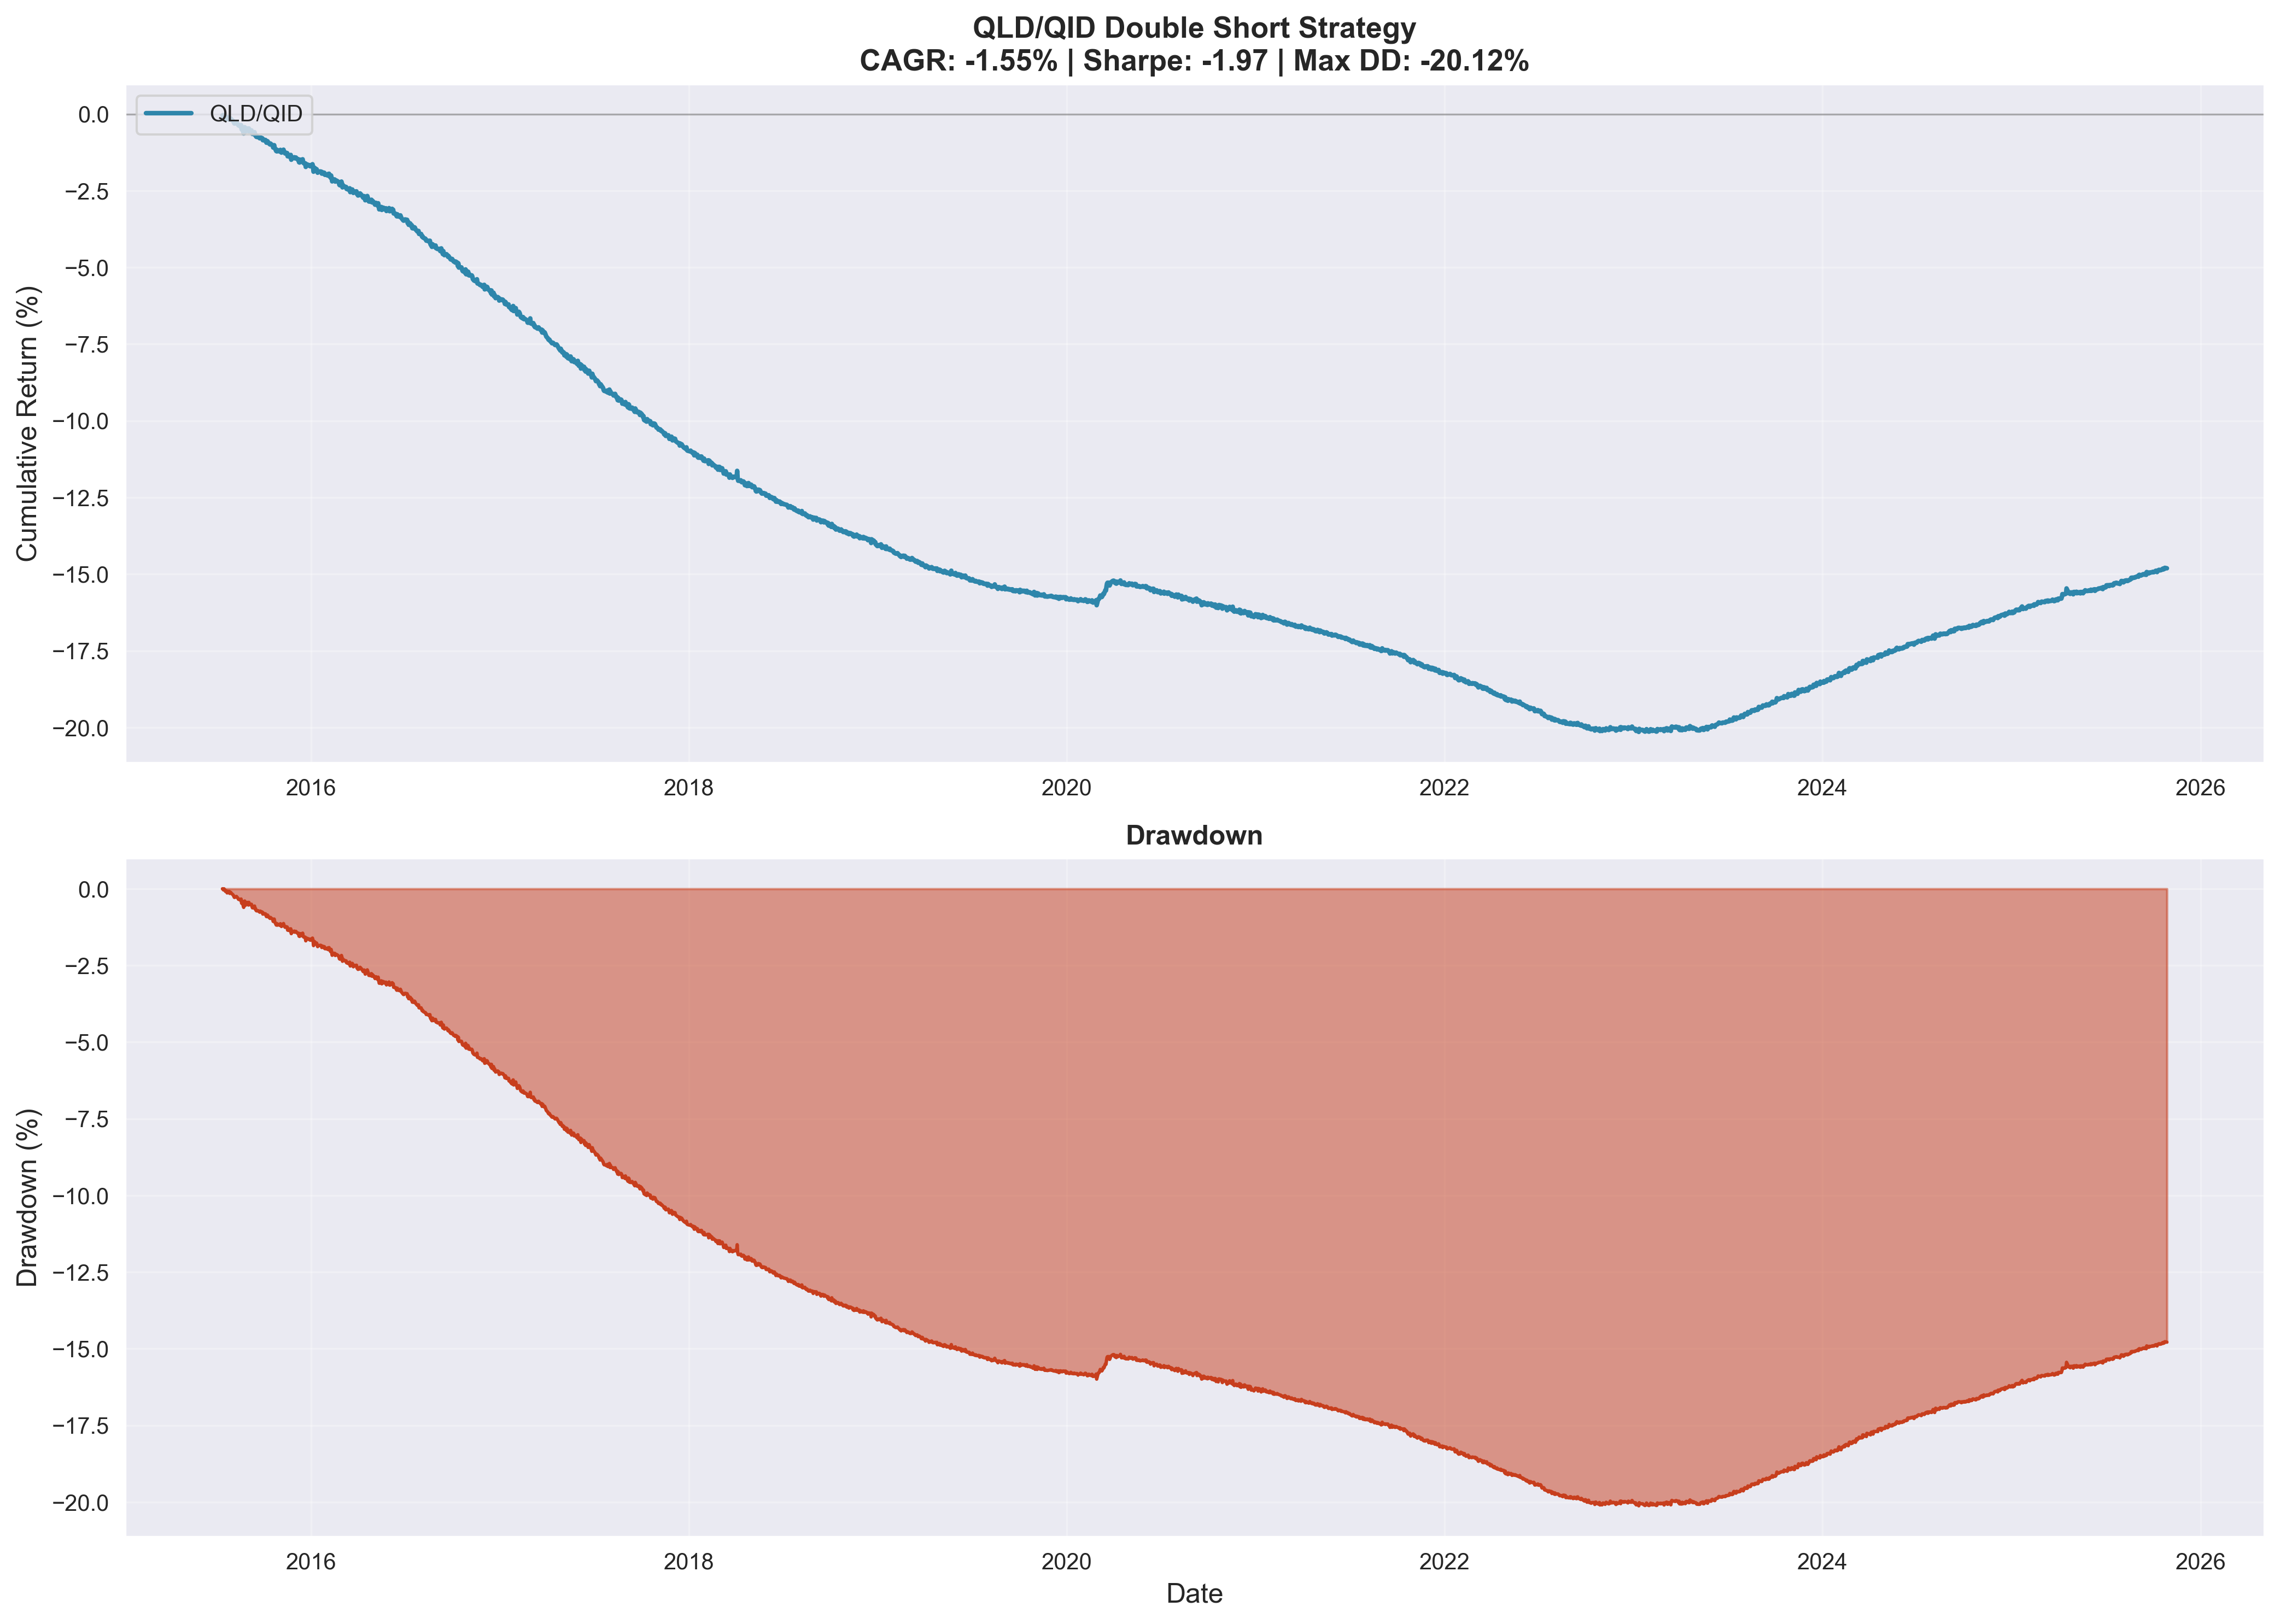 QLD/QID Double Short Strategy
CAGR: -1.55% | Sharpe: -1.97 | Max DD: -20.12%
QLD/QID
Cumulative Return (%)
0.0
−2.5
−5.0
−7.5
−10.0
−12.5
−15.0
−17.5
−20.0
2016 2018 2020 2022 2024 2026
Drawdown
Drawdown (%)
0.0
−2.5
−5.0
−7.5
−10.0
−12.5
−15.0
−17.5
−20.0
2016 2018 2020 2022 2024 2026
Date